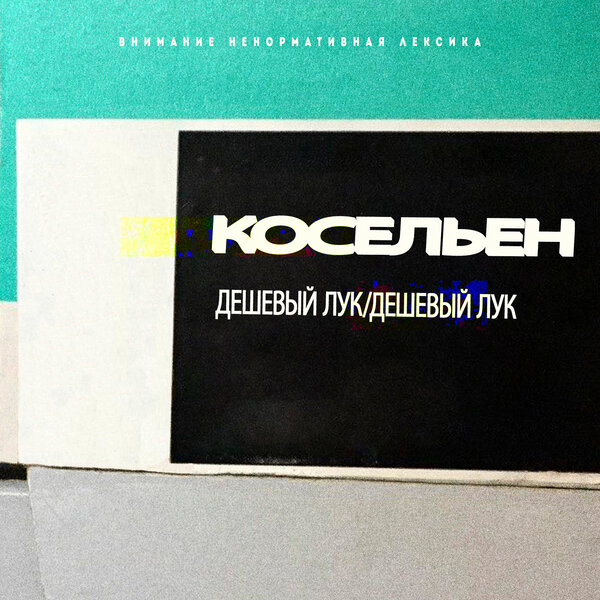 ВНИМАНИЕ НЕНОРМАТИВНАЯ ЛЕКСИКА
КОСЕЛЬЕН
ДЕШЕВЫЙ ЛУК/ДЕШЕВЫЙ ЛУК